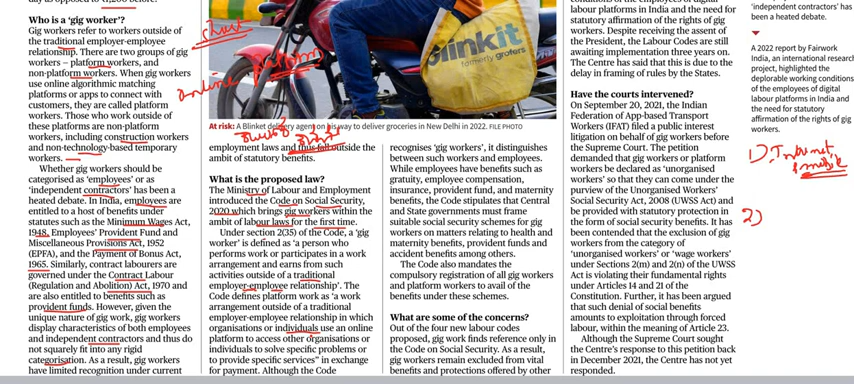 day as opposed to ₹1,200 before.
Who is a ‘gig worker’?
Gig workers refer to workers outside of
the traditional employer-employee
relationship. There are two groups of gig
workers – platform workers, and
non-platform workers. When gig workers
use online algorithmic matching
platforms or apps to connect with
customers, they are called platform
workers. Those who work outside of
these platforms are non-platform
workers, including construction workers
and non-technology-based temporary
workers.
Whether gig workers should be
categorised as ‘employees’ or as
‘independent contractors’ has been a
heated debate. In India, employees are
entitled to a host of benefits under
statutes such as the Minimum Wages Act,
1948, Employees’ Provident Fund and
Miscellaneous Provisions Act, 1952
(EPFA), and the Payment of Bonus Act,
1965. Similarly, contract labourers are
governed under the Contract Labour
(Regulation and Abolition) Act, 1970 and
are also entitled to benefits such as
provident funds. However, given the
unique nature of gig work, gig workers
display characteristics of both employees
and independent contractors and thus do
not squarely fit into any rigid
categorisation. As a result, gig workers
have limited recognition under current
online platform
blinkit
formerly grofers
At risk: A Blinket delivery agent on his way to deliver groceries in New Delhi in 2022. FILE PHOTO
employment laws and thus fall outside the
ambit of statutory benefits.
What is the proposed law?
The Ministry of Labour and Employment
introduced the Code on Social Security,
2020 which brings gig workers within the
ambit of labour laws for the first time.
Under section 2(35) of the Code, a ‘gig
worker’ is defined as ‘a person who
performs work or participates in a work
arrangement and earns from such
activities outside of a traditional
employer-employee relationship’. The
Code defines platform work as ‘a work
arrangement outside of a traditional
employer-employee relationship in which
organisations or individuals use an online
platform to access other organisations or
individuals to solve specific problems or
to provide specific services” in exchange
for payment. Although the Code
recognises ‘gig work’, it distinguishes
between such workers and employees.
While employees have benefits such as
gratuity, employee compensation,
insurance, provident fund, and maternity
benefits, the Code stipulates that Central
and State governments must frame
suitable social security schemes for gig
workers on matters relating to health and
maternity benefits, provident funds and
accident benefits among others.
The Code also mandates the
compulsory registration of all gig workers
and platform workers to avail of the
benefits under these schemes.
What are some of the concerns?
Out of the four new labour codes
proposed, gig work finds reference only in
the Code on Social Security. As a result,
gig workers remain excluded from vital
benefits and protections offered by other
conditions of the employees of digital
labour platforms in India and the need for
statutory affirmation of the rights of gig
workers. Despite receiving the assent of
the President, the Labour Codes are still
awaiting implementation three years on.
The Centre has said that this is due to the
delay in framing of rules by the States.
Have the courts intervened?
On September 20, 2021, the Indian
Federation of App-based Transport
Workers (IFAT) filed a public interest
litigation on behalf of gig workers before
the Supreme Court. The petition
demanded that gig workers or platform
workers be declared as ‘unorganised
workers’ so that they can come under the
purview of the Unorganised Workers’
Social Security Act, 2008 (UWSS Act) and
be provided with statutory protection in
the form of social security benefits. It has
been contended that the exclusion of gig
workers from the category of
‘unorganised workers’ or ‘wage workers’
under Sections 2(m) and 2(n) of the UWSS
Act is violating their fundamental rights
under Articles 14 and 21 of the
Constitution. Further, it has been argued
that such denial of social benefits
amounts to exploitation through forced
labour, within the meaning of Article 23.
Although the Supreme Court sought
the Centre’s response to this petition back
in December 2021, the Centre has not yet
responded.
‘independent contractors’ has
been a heated debate.
A 2022 report by Fairwork
India, an international research
project, highlighted the
deplorable working conditions
of the employees of digital
labour platforms in India and
the need for statutory
affirmation of the rights of gig
workers.
1) Internet
& mobile
2)